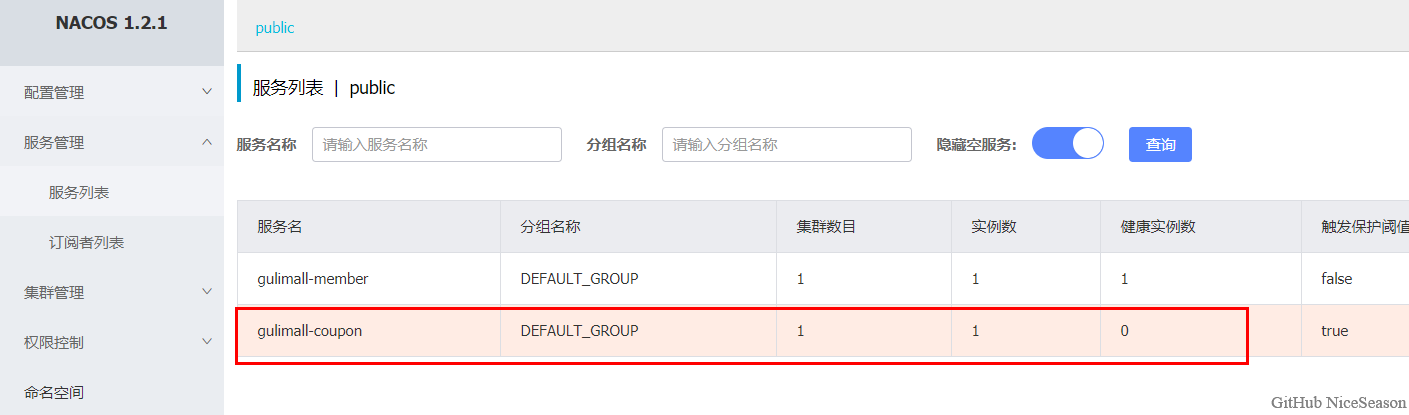 NACOS 1.2.1
public
配置管理
服务管理
服务列表
订阅者列表
集群管理
权限控制
命名空间
服务列表 | public
服务名称 请输入服务名称 分组名称 请输入分组名称 隐藏空服务: 查询
服务名 分组名称 集群数目 实例数 健康实例数 触发保护阈值
gulimall-member DEFAULT_GROUP 1 1 1 false
gulimall-coupon DEFAULT_GROUP 1 1 0 true
GitHub NiceSeason